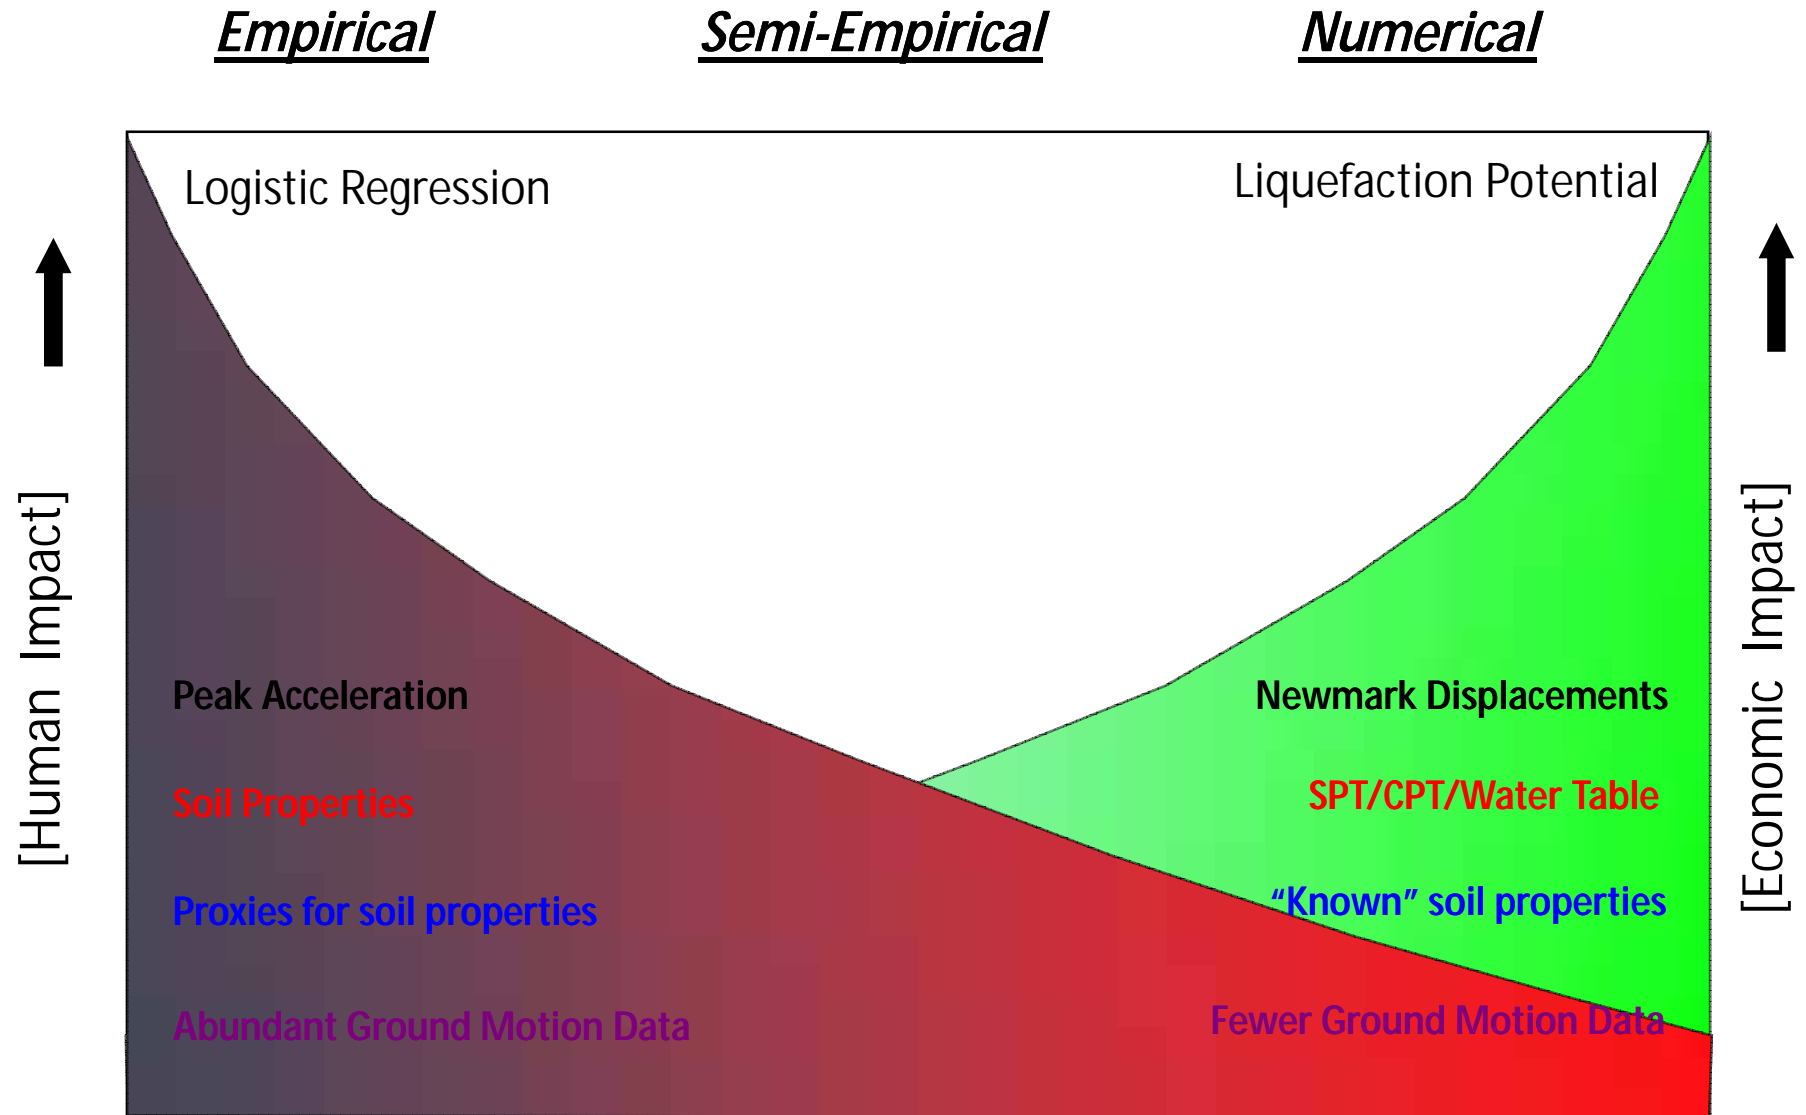 Empirical Semi-Empirical Numerical
Logistic Regression
Liquefaction Potential
[Human Impact]
[Economic Impact]
Peak Acceleration
Newmark Displacements
Soil Properties
SPT/CPT/Water Table
Proxies for soil properties
“Known” soil properties
Abundant Ground Motion Data
Fewer Ground Motion Data